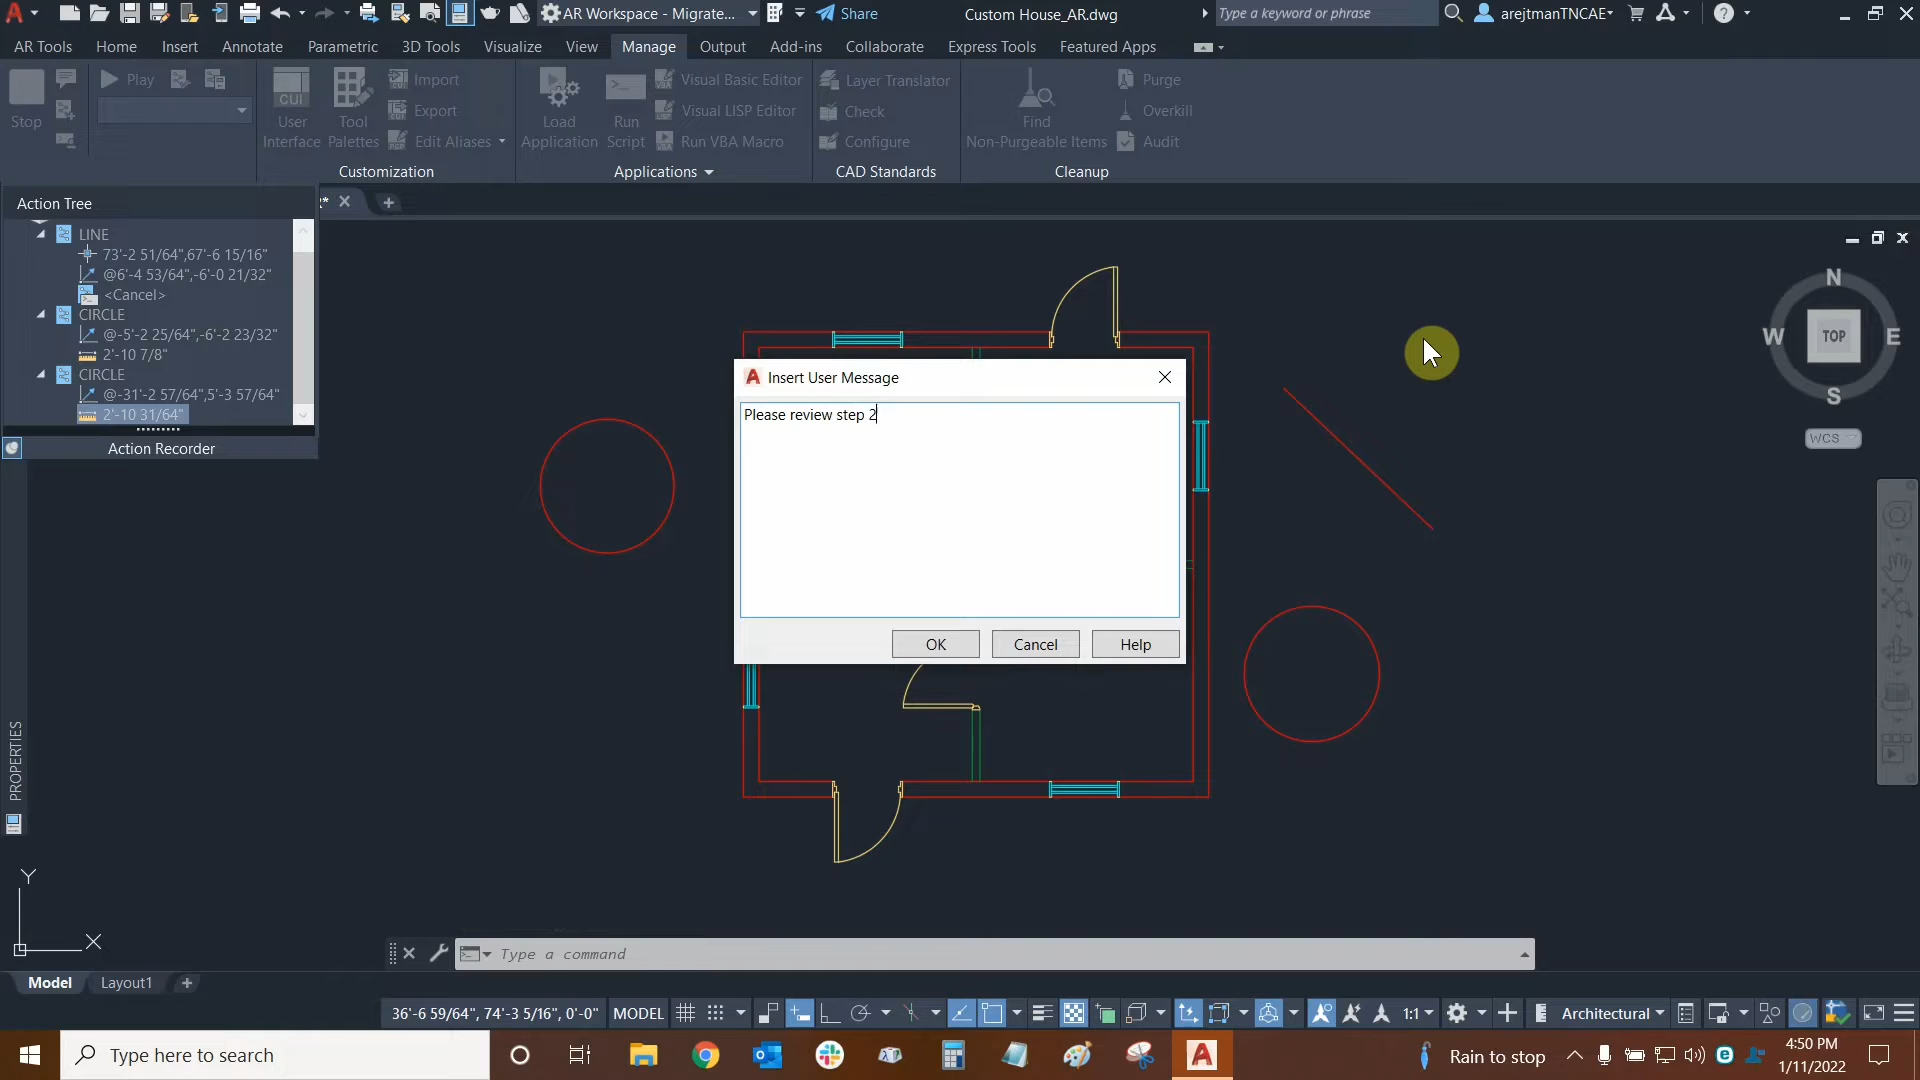 AR Workspace - Migrate...
Share
Custom House_AR.dwg
Type a keyword or phrase
arejtmanTNCAE
AR Tools
Home
Insert
Annotate
Parametric
3D Tools
Visualize
View
Manage
Output
Add-ins
Collaborate
Express Tools
Featured Apps
Stop
Play
CUI
User
Interface
Tool
Palettes
Import
Export
Edit Aliases
Customization
Load
Application
Run
Script
Visual Basic Editor
Visual LISP Editor
Run VBA Macro
Applications
Layer Translator
Check
Configure
CAD Standards
Find
Non-Purgeable Items
Purge
Overkill
Audit
Cleanup
Action Tree
LINE
73'-2 51/64",67'-6 15/16"
@6'-4 53/64",-6'-0 21/32"
<Cancel>
CIRCLE
@-5'-2 25/64",-6'-2 23/32"
2'-10 7/8"
CIRCLE
@-31'-2 57/64",5'-3 57/64"
2'-10 31/64"
Action Recorder
Insert User Message
Please review step 2
OK
Cancel
Help
N
W
TOP
E
S
WCS
PROPERTIES
Y
X
Type a command
Model
Layout1
36'-6 59/64", 74'-3 5/16", 0'-0"
MODEL
1:1
Architectural
Type here to search
Rain to stop
4:50 PM
1/11/2022